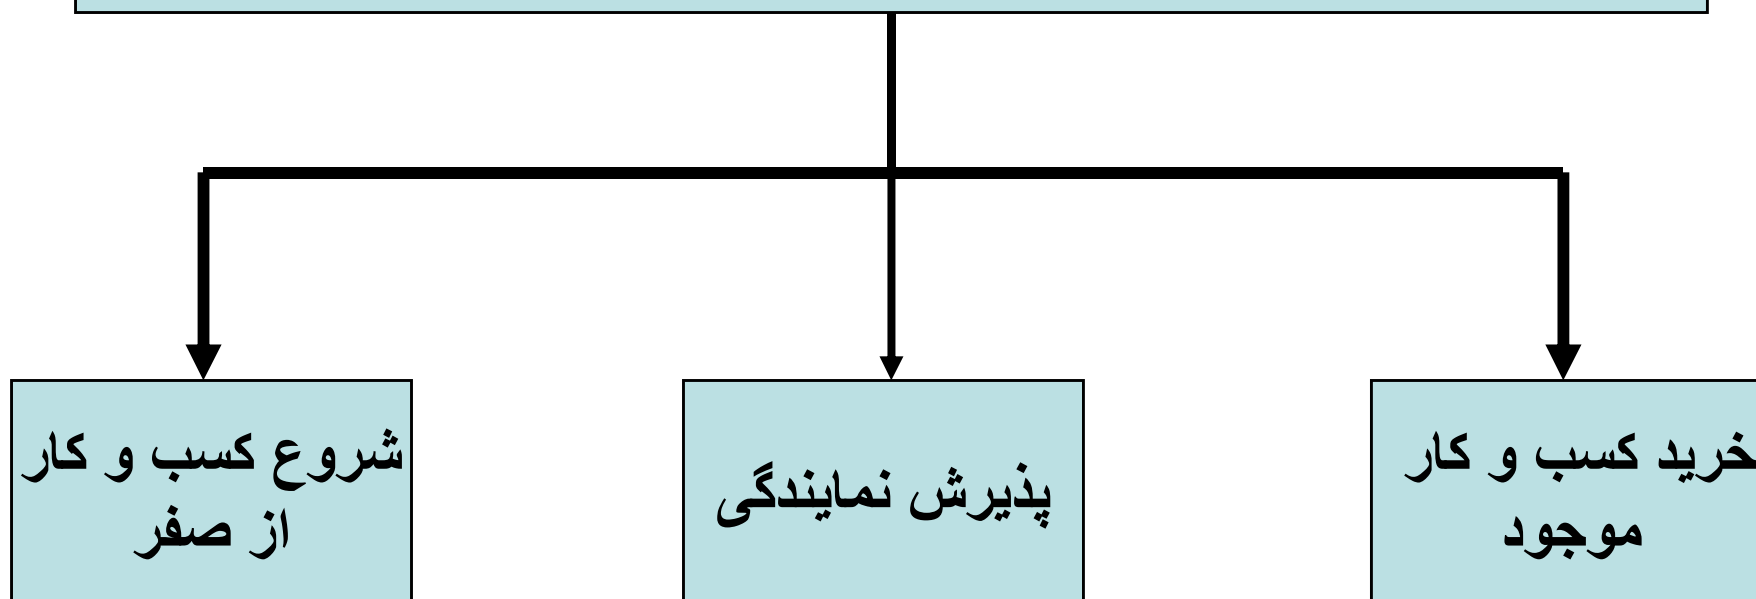 خرید کسب و کار
موجود
پذیرش نمایندگی
شروع کسب و کار
از صفر